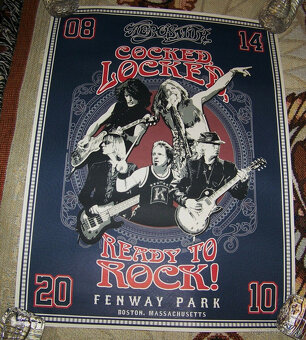 08
14
AEROSMITH
COCKED
LOCKED,
READY TO
ROCK!
20
10
FENWAY PARK
BOSTON, MASSACHUSETTS